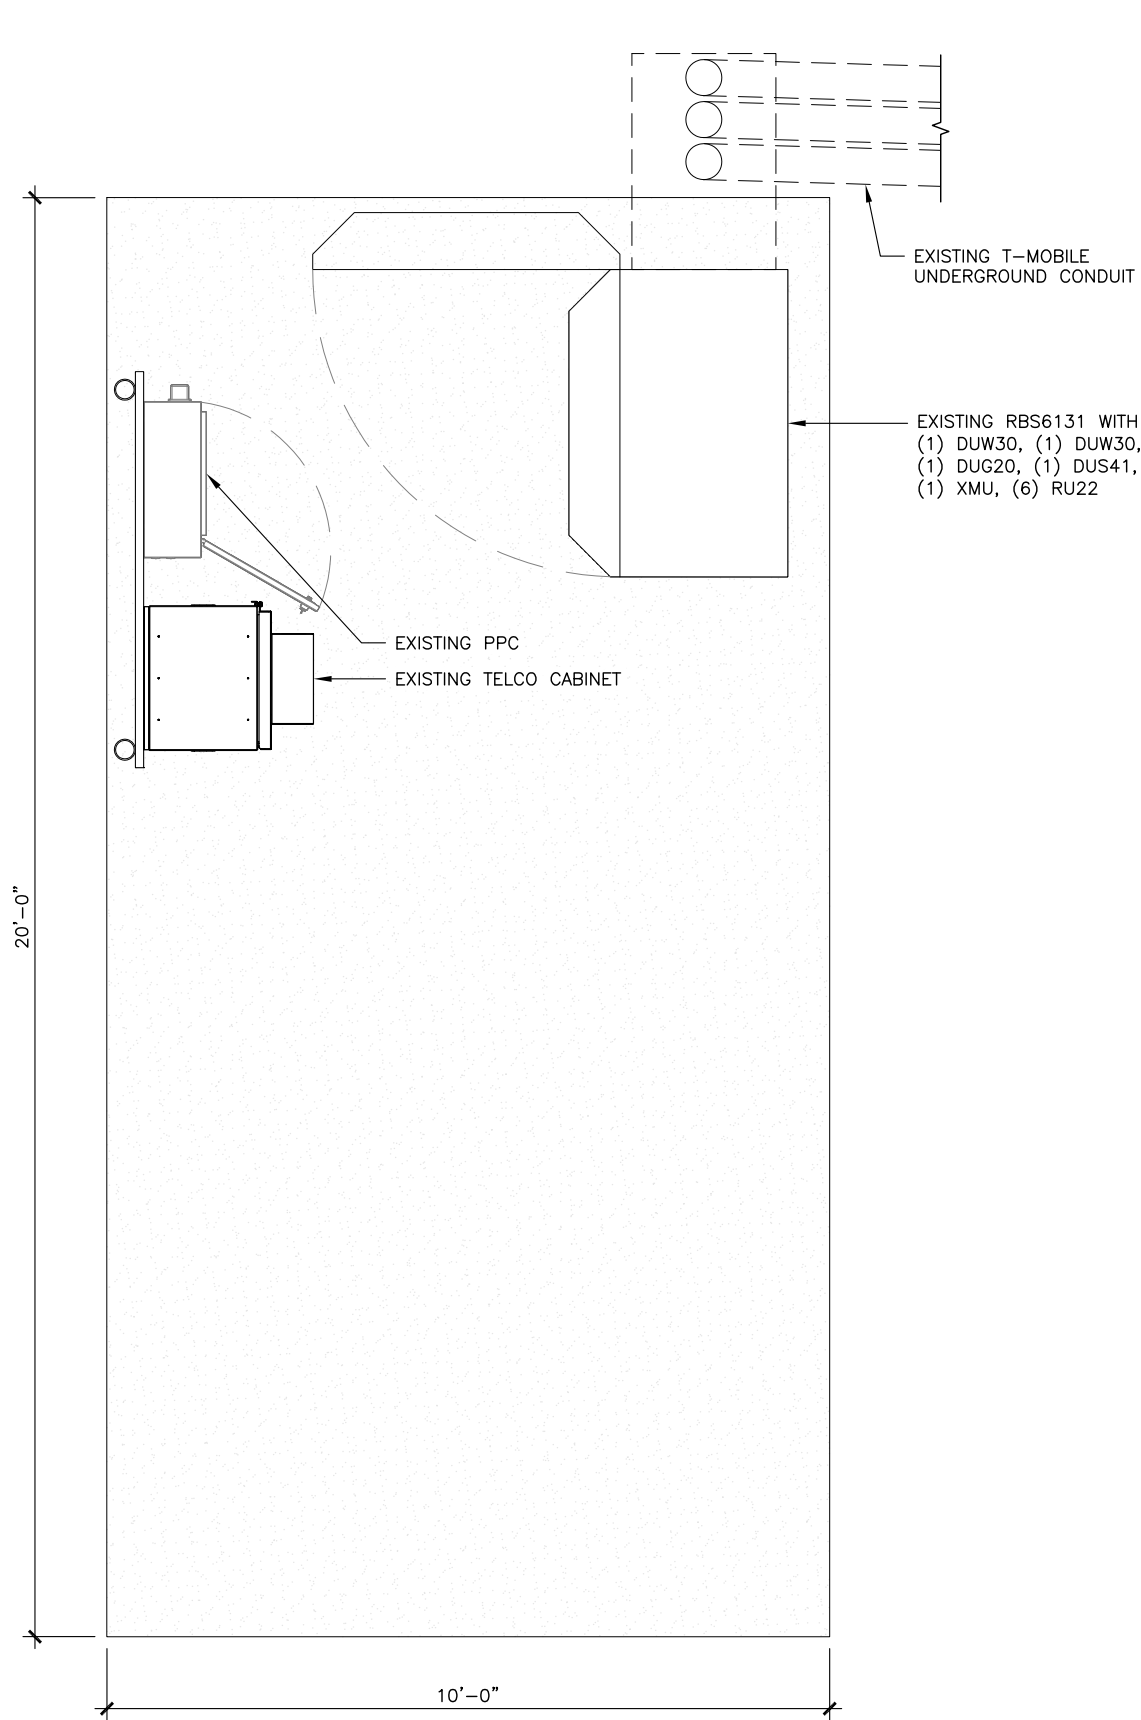 EXISTING T-MOBILE
UNDERGROUND CONDUIT
EXISTING RBS6131 WITH
(1) DUW30, (1) DUW30,
(1) DUG20, (1) DUS41,
(1) XMU, (6) RU22
EXISTING PPC
EXISTING TELCO CABINET
20'-0"
10'-0"